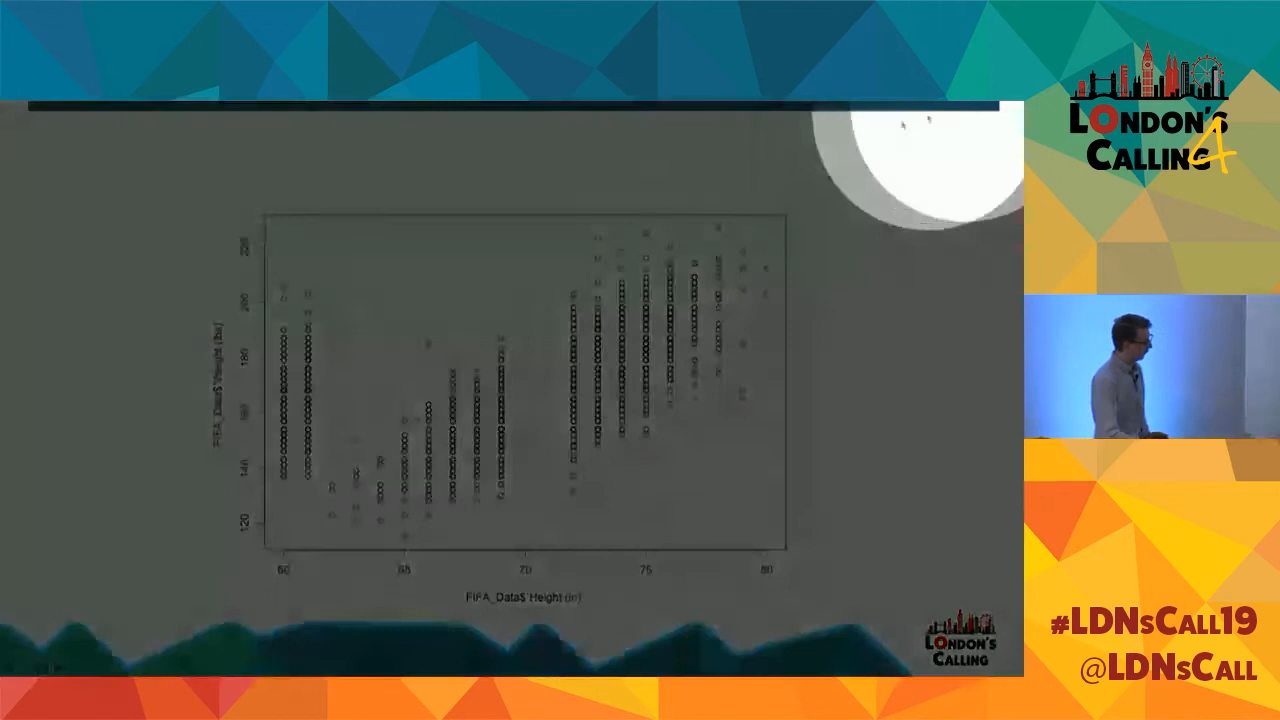 LONDON'S
CALLING
4
220
200
180
160
140
120
FIFA_Data$`Weight (lbs)
60
65
70
75
80
FIFA_Data$`Height (in)
LONDON'S
CALLING
#LDNsCALL19
@LDNsCALL